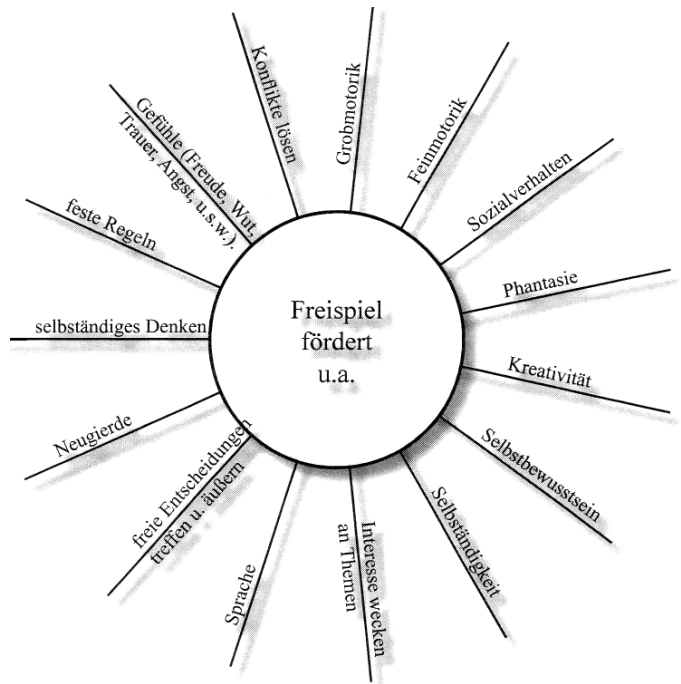 Freispiel
fördert
u.a.
Konflikte lösen
Grobmotorik
Feinmotorik
Sozialverhalten
Phantasie
Kreativität
Selbstbewusstsein
Selbständigkeit
Interesse wecken
an Themen
Sprache
freie Entscheidungen
treffen u. äußern
Neugierde
selbständiges Denken
feste Regeln
Gefühle (Freude, Wut,
Trauer, Angst, u.s.w.).